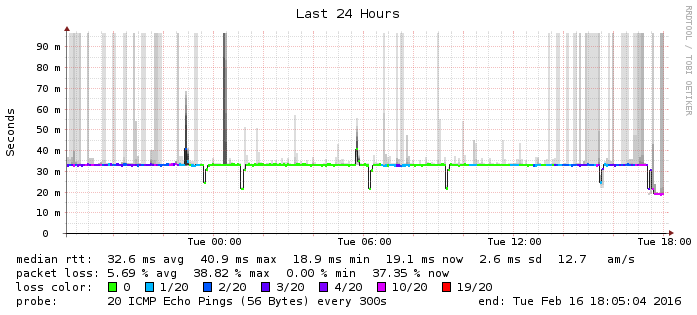 Last 24 Hours
RRDTOOL / TOBI OETIKER
Seconds
90 m
80 m
70 m
60 m
50 m
40 m
30 m
20 m
10 m
0
Tue 00:00 Tue 06:00 Tue 12:00 Tue 18:00
median rtt: 32.6 ms avg 40.9 ms max 18.9 ms min 19.1 ms now 2.6 ms sd 12.7 am/s
packet loss: 5.69 % avg 38.82 % max 0.00 % min 37.35 % now
loss color: 0 1/20 2/20 3/20 4/20 10/20 19/20
probe: 20 ICMP Echo Pings (56 Bytes) every 300s end: Tue Feb 16 18:05:04 2016